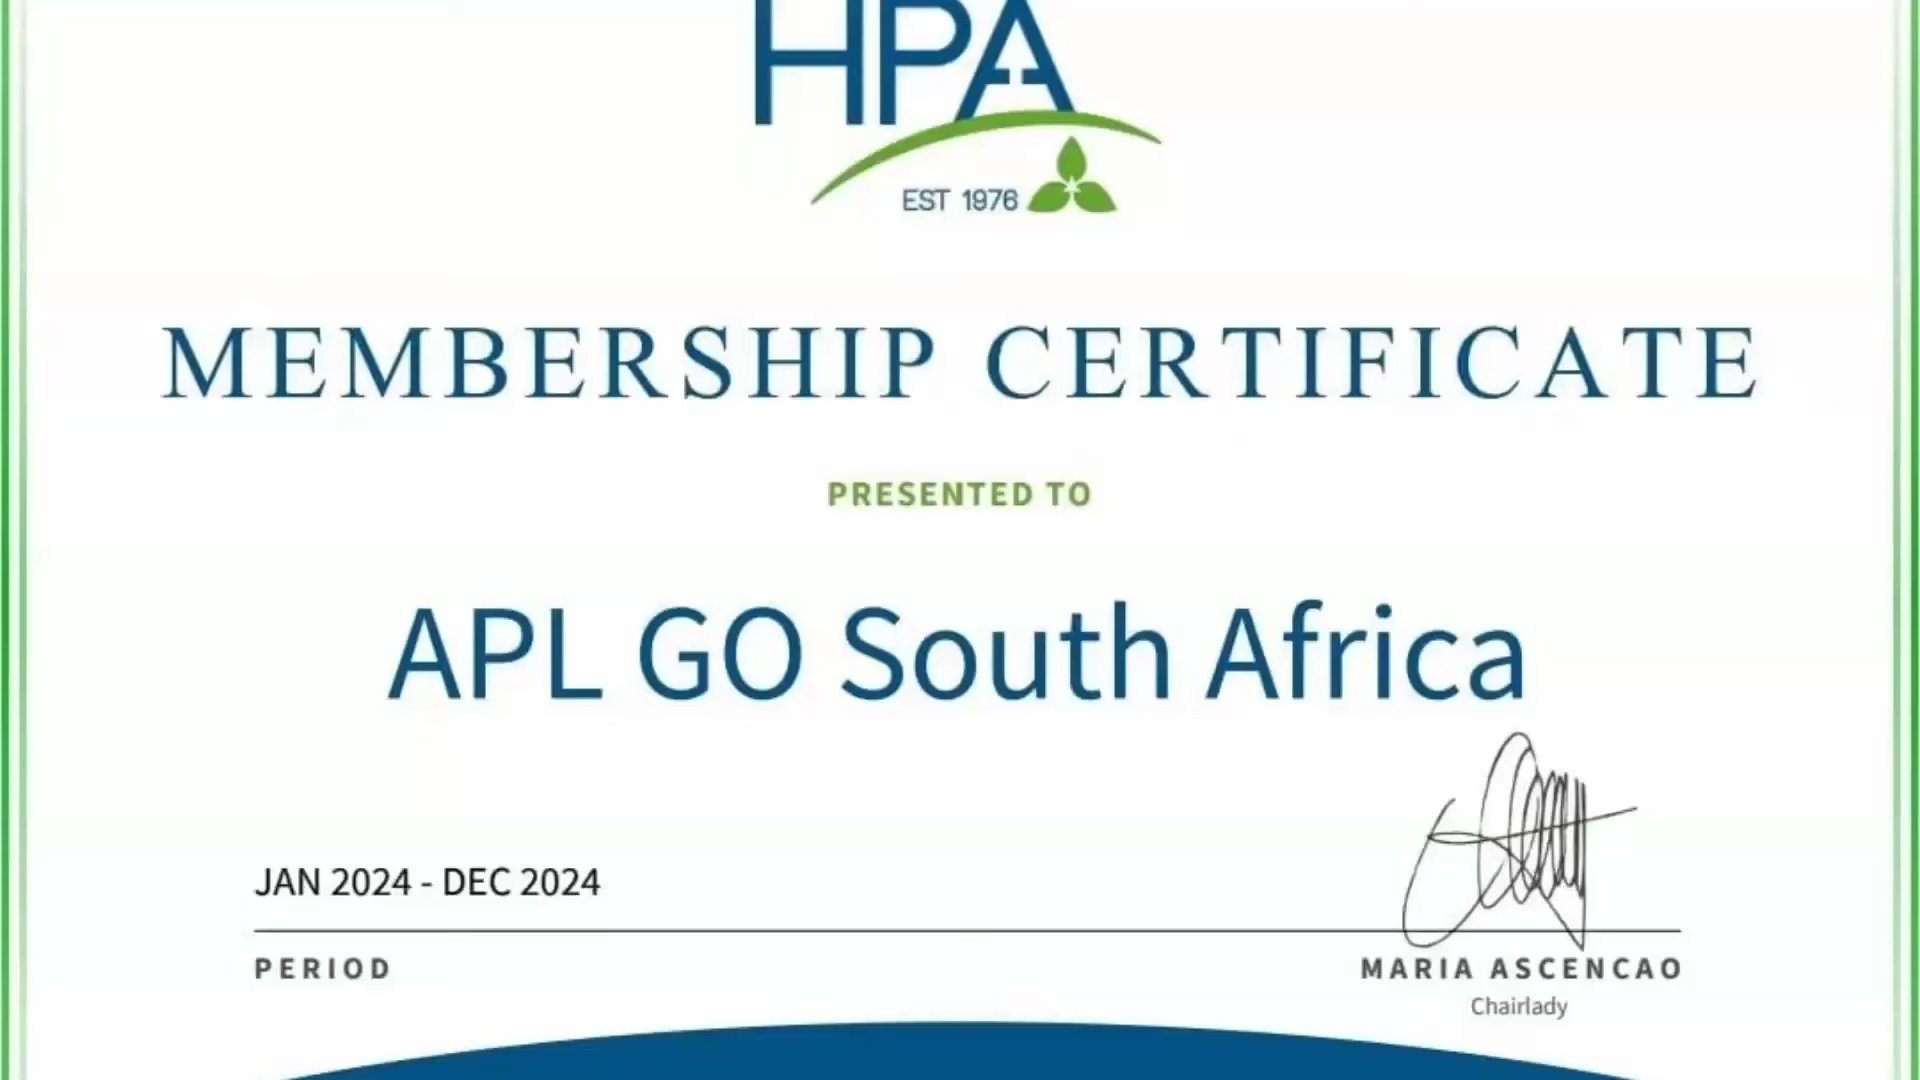 HPA
EST 1976
MEMBERSHIP CERTIFICATE
PRESENTED TO
APL GO South Africa
JAN 2024 - DEC 2024
PERIOD
MARIA ASCENCAO
Chairlady